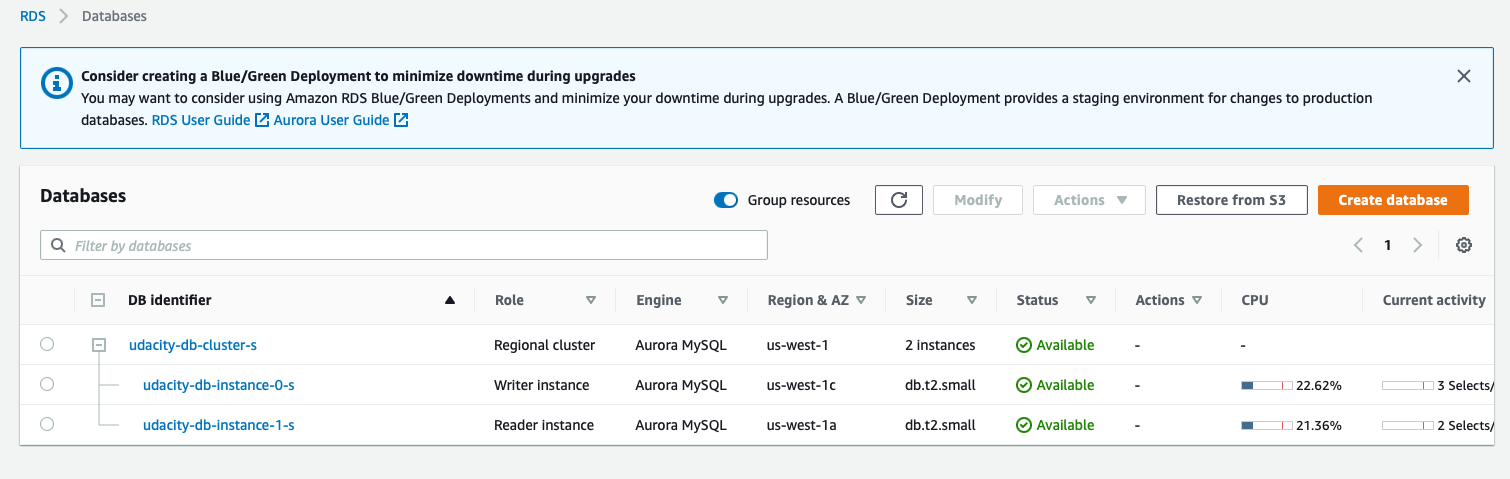 RDS > Databases
Consider creating a Blue/Green Deployment to minimize downtime during upgrades
You may want to consider using Amazon RDS Blue/Green Deployments and minimize your downtime during upgrades. A Blue/Green Deployment provides a staging environment for changes to production
databases. RDS User Guide Aurora User Guide
Databases Group resources Modify Actions Restore from S3 Create database
Filter by databases 1
DB identifier Role Engine Region & AZ Size Status Actions CPU Current activity
udacity-db-cluster-s Regional cluster Aurora MySQL us-west-1 2 instances Available - -
udacity-db-instance-0-s Writer instance Aurora MySQL us-west-1c db.t2.small Available - 22.62% 3 Selects/
udacity-db-instance-1-s Reader instance Aurora MySQL us-west-1a db.t2.small Available - 21.36% 2 Selects/